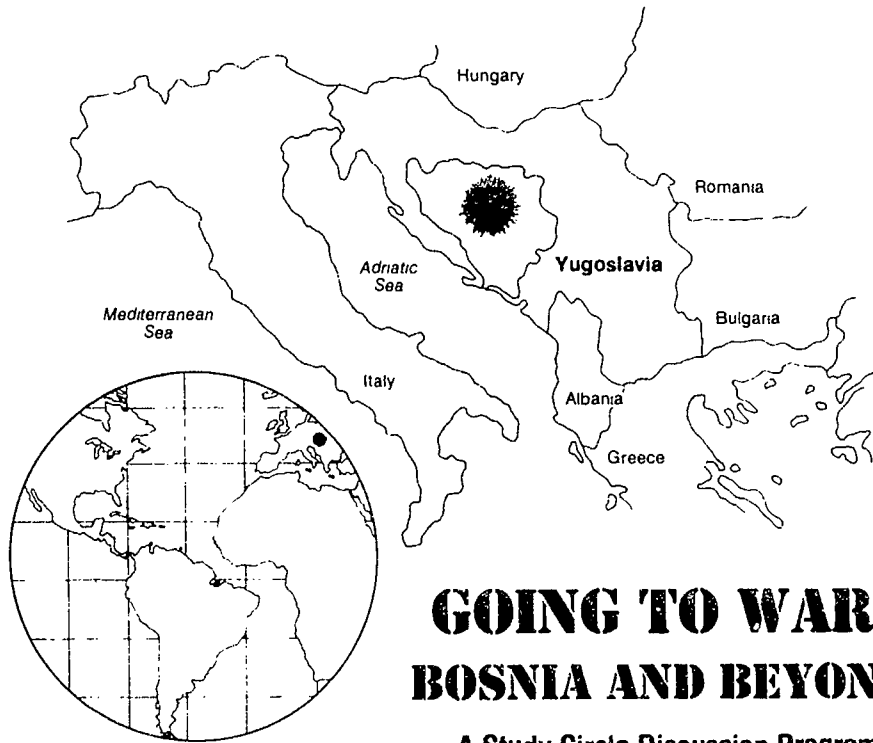 Hungary
Romania
Yugoslavia
Adriatic
Sea
Mediterranean
Sea
Bulgaria
Italy
Albania
Greece
GOING TO WAR
BOSNIA AND BEYON
A Study Circle Discussion Program